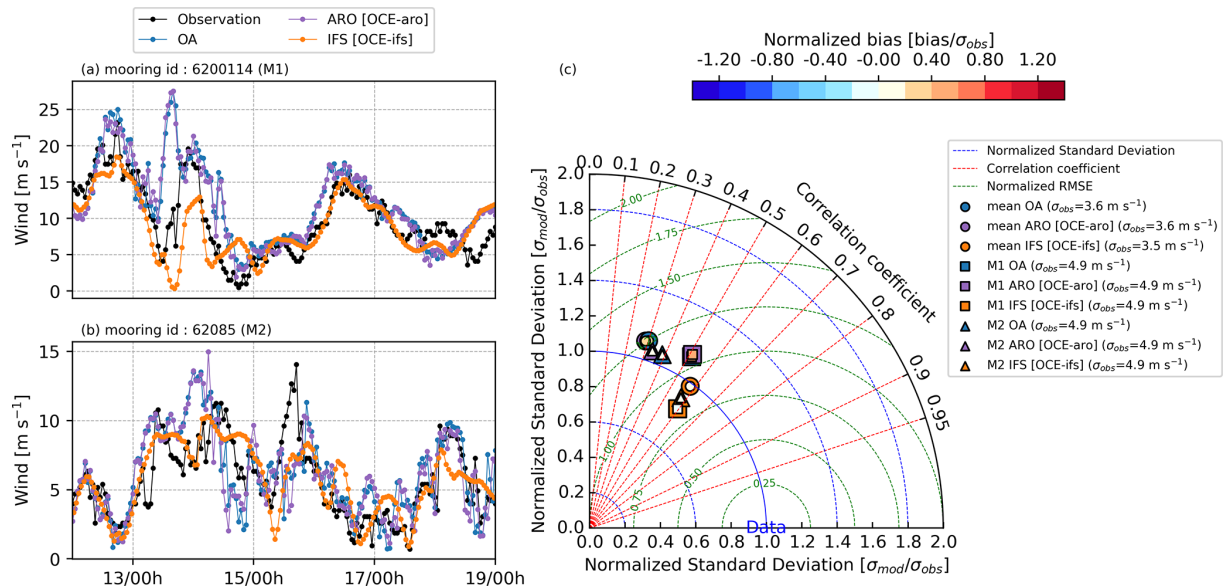 Observation
OA
ARO [OCE-aro]
IFS [OCE-ifs]
(a) mooring id : 6200114 (M1)
Wind [m s⁻¹]
25
20
15
10
5
0
(b) mooring id : 62085 (M2)
Wind [m s⁻¹]
15
10
5
0
13/00h 15/00h 17/00h 19/00h
(c)
Normalized bias [bias/σobs]
-1.20 -0.80 -0.40 -0.00 0.40 0.80 1.20
Normalized Standard Deviation
Correlation coefficient
Normalized RMSE
mean OA (σobs=3.6 m s⁻¹)
mean ARO [OCE-aro] (σobs=3.6 m s⁻¹)
mean IFS [OCE-ifs] (σobs=3.5 m s⁻¹)
M1 OA (σobs=4.9 m s⁻¹)
M1 ARO [OCE-aro] (σobs=4.9 m s⁻¹)
M1 IFS [OCE-ifs] (σobs=4.9 m s⁻¹)
M2 OA (σobs=4.9 m s⁻¹)
M2 ARO [OCE-aro] (σobs=4.9 m s⁻¹)
M2 IFS [OCE-ifs] (σobs=4.9 m s⁻¹)
0.0 0.1 0.2 0.3 0.4 0.5 0.6 0.7 0.8 0.9 0.95
Correlation coefficient
Normalized Standard Deviation [σmod/σobs]
2.0
1.8
1.6
1.4
1.2
1.0
0.8
0.6
0.4
0.2
0.0
2.00
1.75
1.50
1.00
0.75
0.50
0.25
Data
0.0 0.2 0.4 0.6 0.8 1.0 1.2 1.4 1.6 1.8 2.0
Normalized Standard Deviation [σmod/σobs]